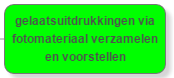 gelaatsuitdrukkingen via
fotomateriaal verzamelen
en voorstellen